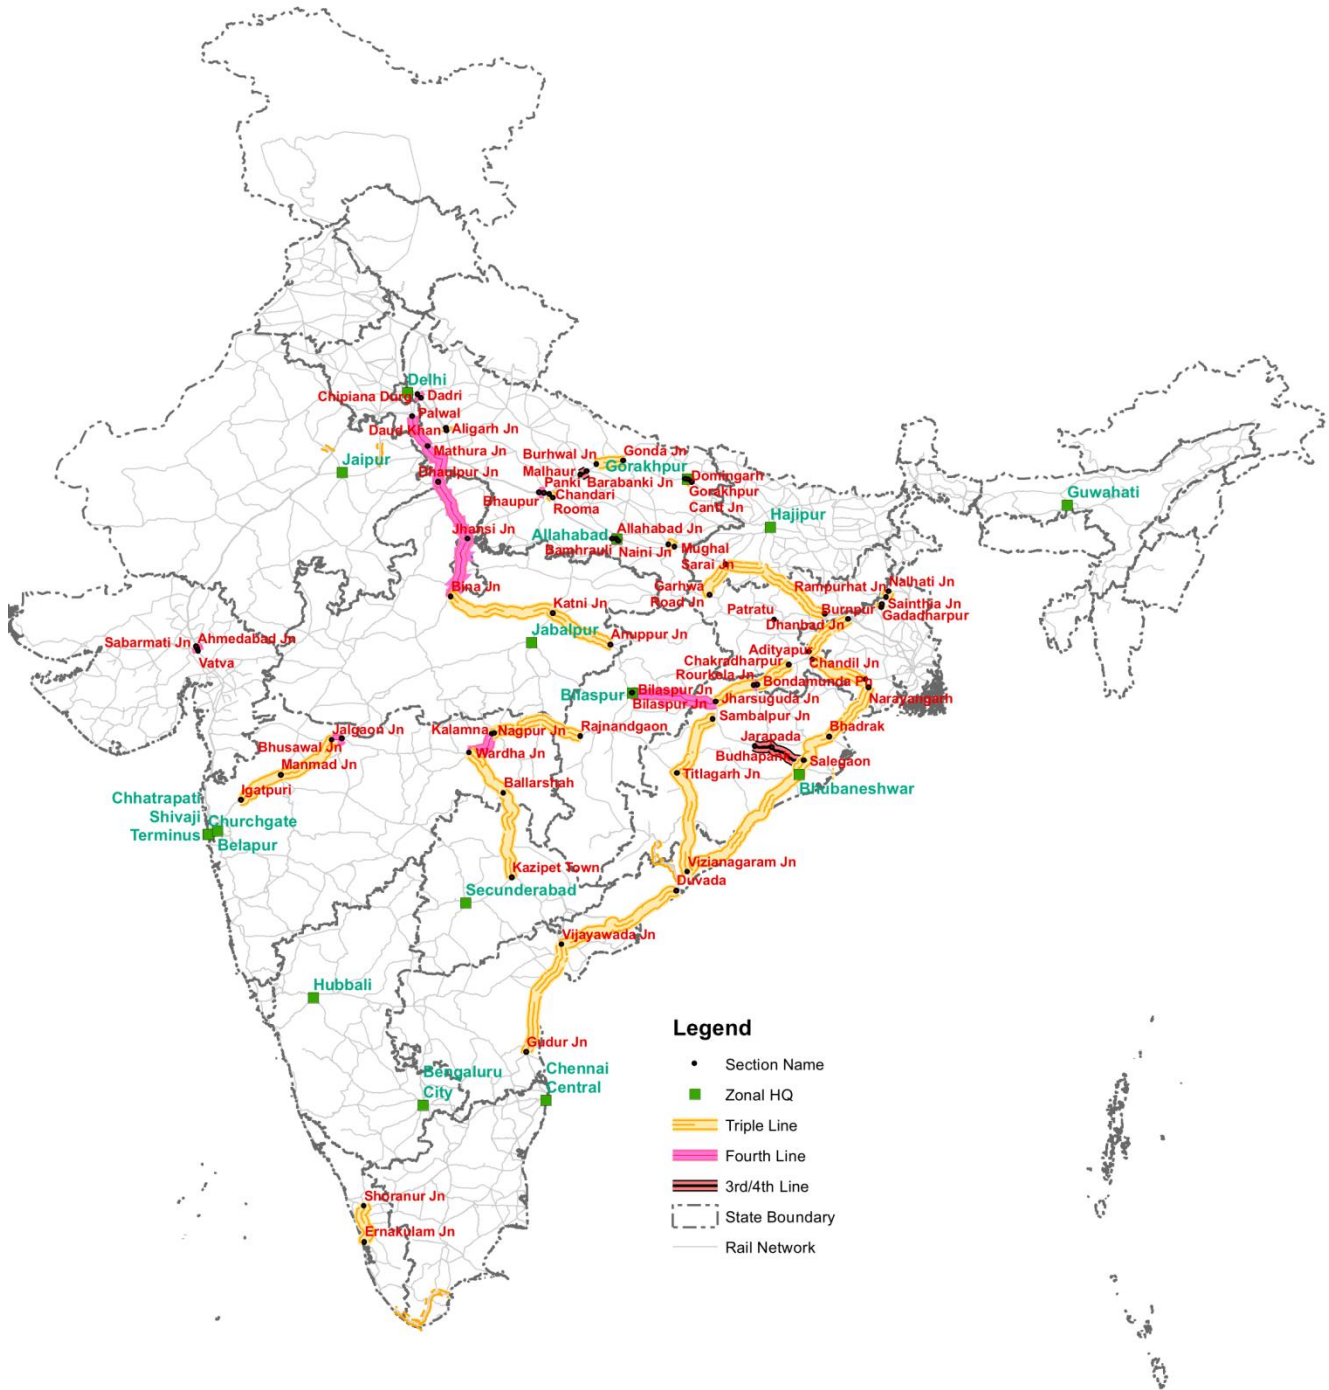 Delhi
Chipiana Durg
Dadri
Palwal
Daud Khan
Aligarh Jn
Mathura Jn
Jaipur
Burhwal Jn
Gonda Jn
Gorakhpur
Malhaur
Domingarh
Panki
Barabanki Jn
Gorakhpur
Cantt Jn
Bhaupur
Chandari
Rooma
Guwahati
Hajipur
Jhansi Jn
Allahabad
Allahabad Jn
Bamhrauli
Naini Jn
Mughal
Sarai Jn
Bina Jn
Katni Jn
Garhwa
Road Jn
Rampurhat Jn
Nalhati Jn
Sainthia Jn
Gadadharpur
Patratu
Burnpur
Dhanbad Jn
Sabarmati Jn
Ahmedabad Jn
Vatva
Jabalpur
Anuppur Jn
Adityapur
Chandil Jn
Chakradharpur
Rourkela Jn
Bondamunda
Bilaspur
Bilaspur Jn
Bilaspur Jn
Jharsuguda Jn
Narayangarh
Sambalpur Jn
Kalamna
Nagpur Jn
Rajnandgaon
Bhadrak
Jalgaon Jn
Bhusawal Jn
Wardha Jn
Jarapada
Budhapank
Salegaon
Manmad Jn
Titlagarh Jn
Igatpuri
Ballarshah
Bhubaneshwar
Chhatrapati
Shivaji
Terminus
Churchgate
Belapur
Kazipet Town
Vizianagaram Jn
Duvada
Secunderabad
Vijayawada Jn
Hubbali
Gudur Jn
Bengaluru
City
Chennai
Central
Shoranur Jn
Ernakulam Jn
Legend
Section Name
Zonal HQ
Triple Line
Fourth Line
3rd/4th Line
State Boundary
Rail Network